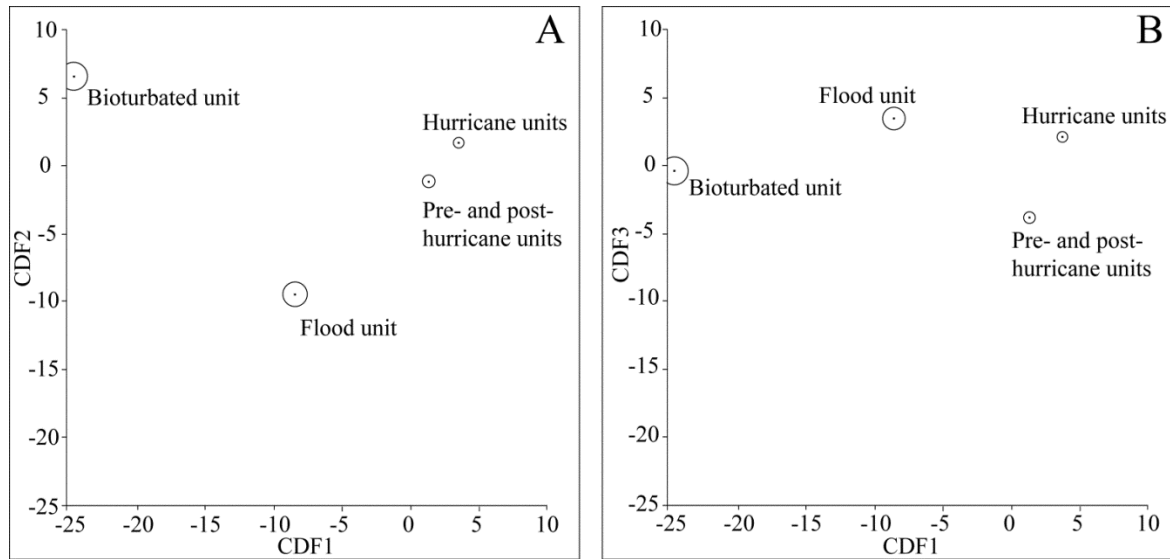 A
10
5
0
-5
-10
-15
-20
-25
CDF2
Bioturbated unit
Hurricane units
Pre- and post-
hurricane units
Flood unit
-25 -20 -15 -10 -5 0 5 10
CDF1
B
10
5
0
-5
-10
-15
-20
-25
CDF3
Flood unit
Hurricane units
Bioturbated unit
Pre- and post-
hurricane units
-25 -20 -15 -10 -5 0 5 10
CDF1